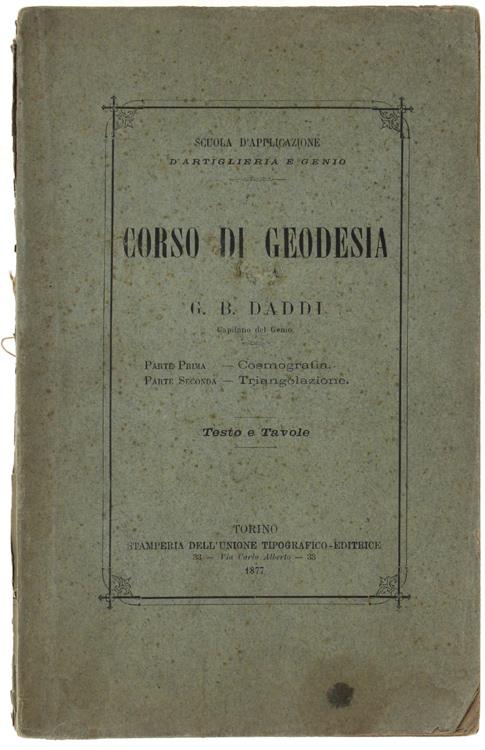 SCUOLA D'APPLICAZIONE
D'ARTIGLIERIA E GENIO
CORSO DI GEODESIA
G. B. DADDI
Capitano del Genio
PARTE PRIMA — Cosmografia.
PARTE SECONDA — Triangolazione.
Testo e Tavole
TORINO
STAMPERIA DELL'UNIONE TIPOGRAFICO-EDITRICE
33 — Via Carlo Alberto — 33
1877